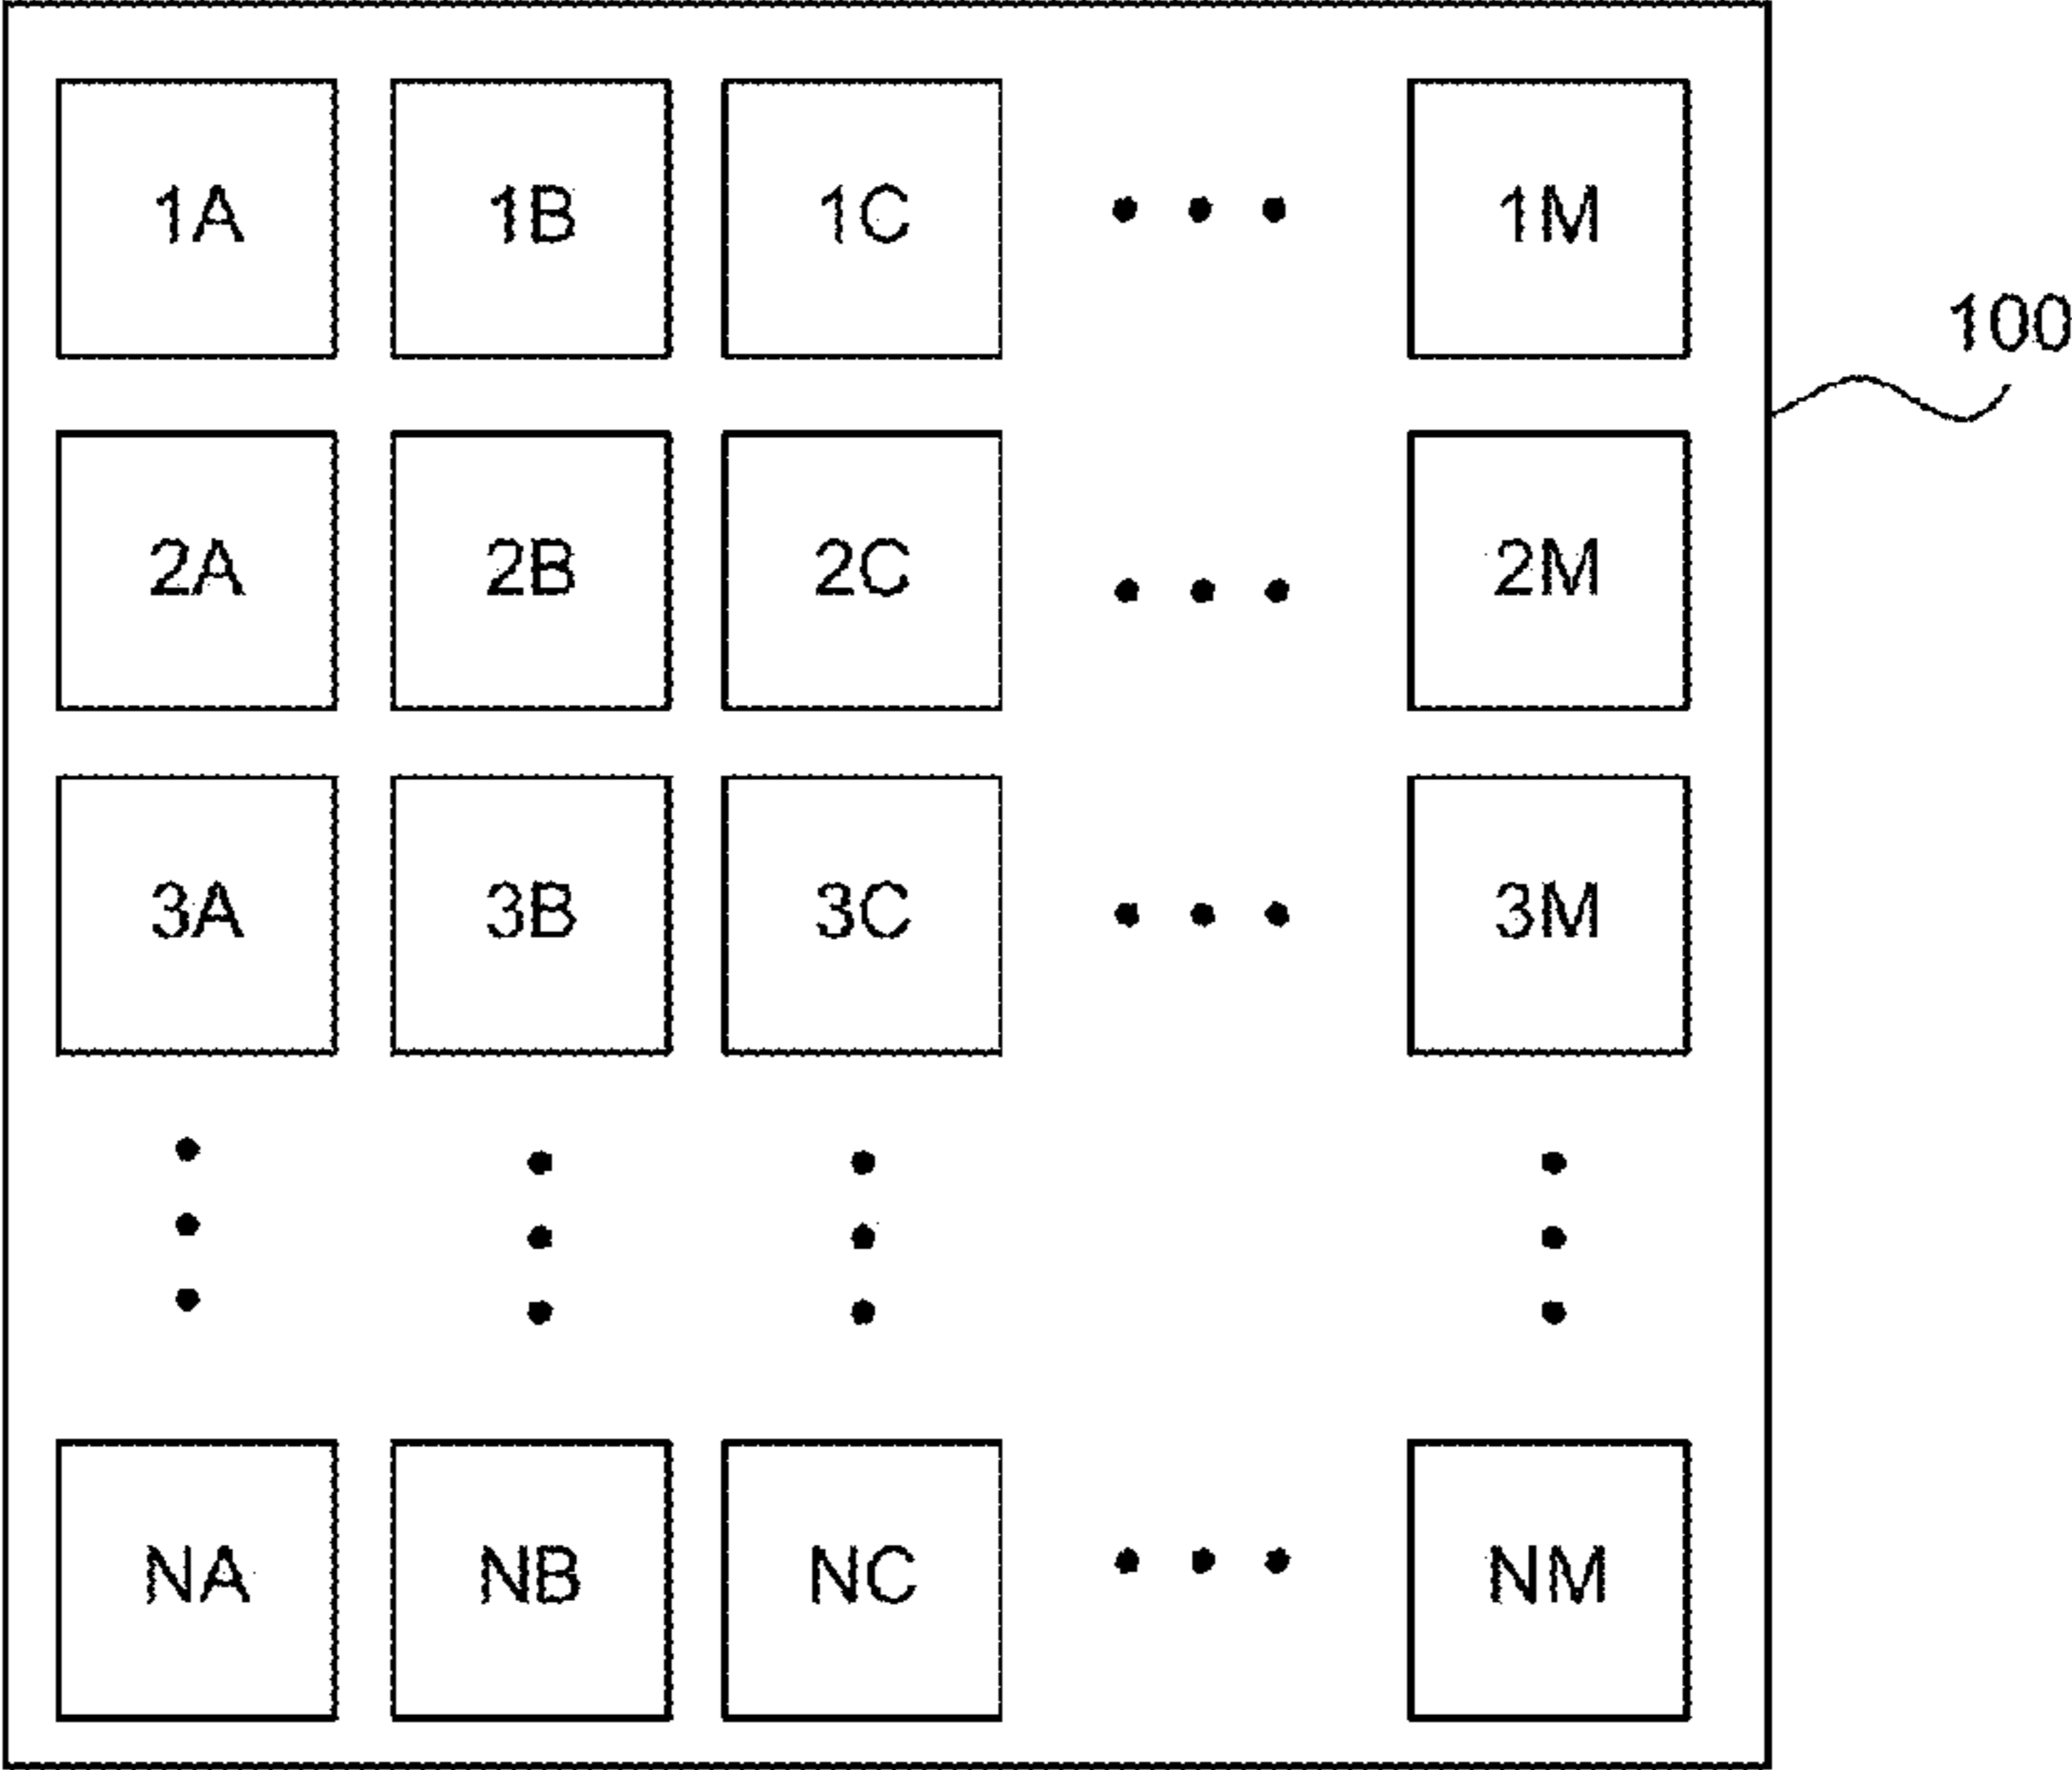 1A 1B 1C • • • 1M
100
2A 2B 2C • • • 2M
3A 3B 3C • • • 3M
NA NB NC • • • NM